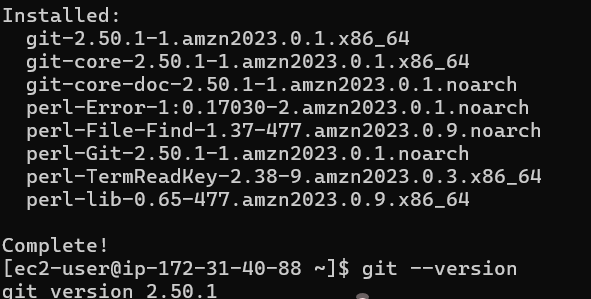 Installed:
  git-2.50.1-1.amzn2023.0.1.x86_64
  git-core-2.50.1-1.amzn2023.0.1.x86_64
  git-core-doc-2.50.1-1.amzn2023.0.1.noarch
  perl-Error-1:0.17030-2.amzn2023.0.1.noarch
  perl-File-Find-1.37-477.amzn2023.0.9.noarch
  perl-Git-2.50.1-1.amzn2023.0.1.noarch
  perl-TermReadKey-2.38-9.amzn2023.0.3.x86_64
  perl-lib-0.65-477.amzn2023.0.9.x86_64

Complete!
[ec2-user@ip-172-31-40-88 ~]$ git --version
git version 2.50.1